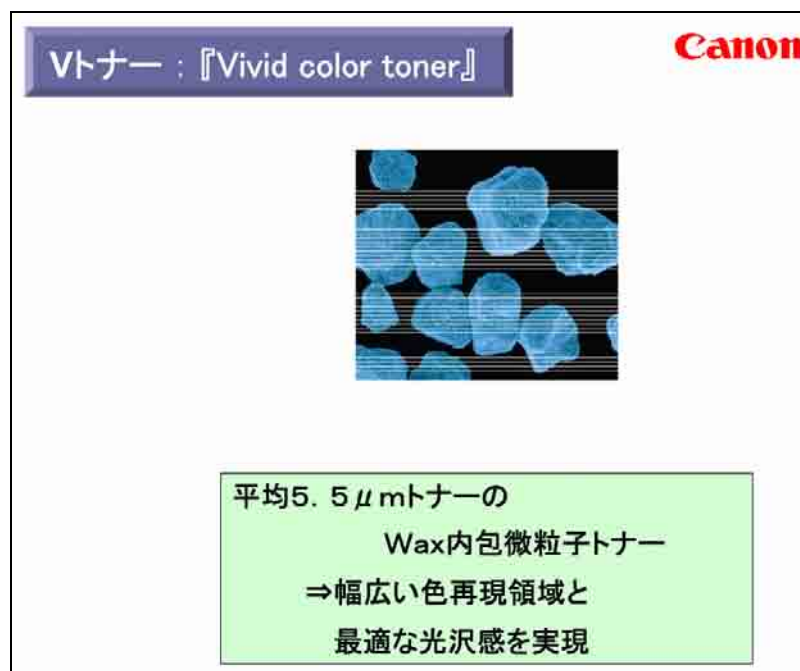 Vトナー：『Vivid color toner』
Canon
平均５．５μｍトナーの
Ｗａｘ内包微粒子トナー
⇒幅広い色再現領域と
最適な光沢感を実現